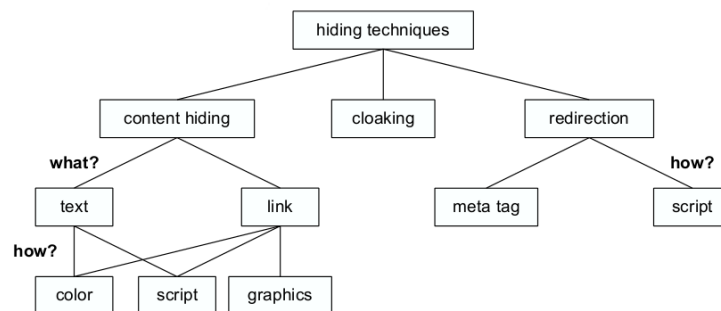 hiding techniques
content hiding
cloaking
redirection
what?
how?
text
link
meta tag
script
how?
color
script
graphics